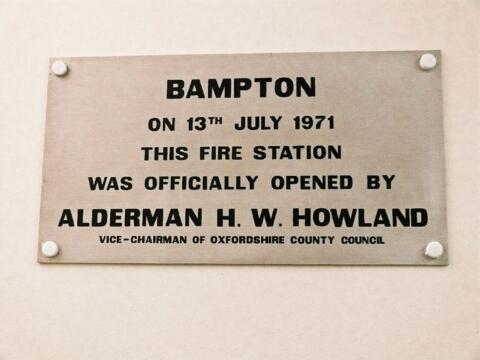 BAMPTON
ON 13TH JULY 1971
THIS FIRE STATION
WAS OFFICIALLY OPENED BY
ALDERMAN H. W. HOWLAND
VICE-CHAIRMAN OF OXFORDSHIRE COUNTY COUNCIL